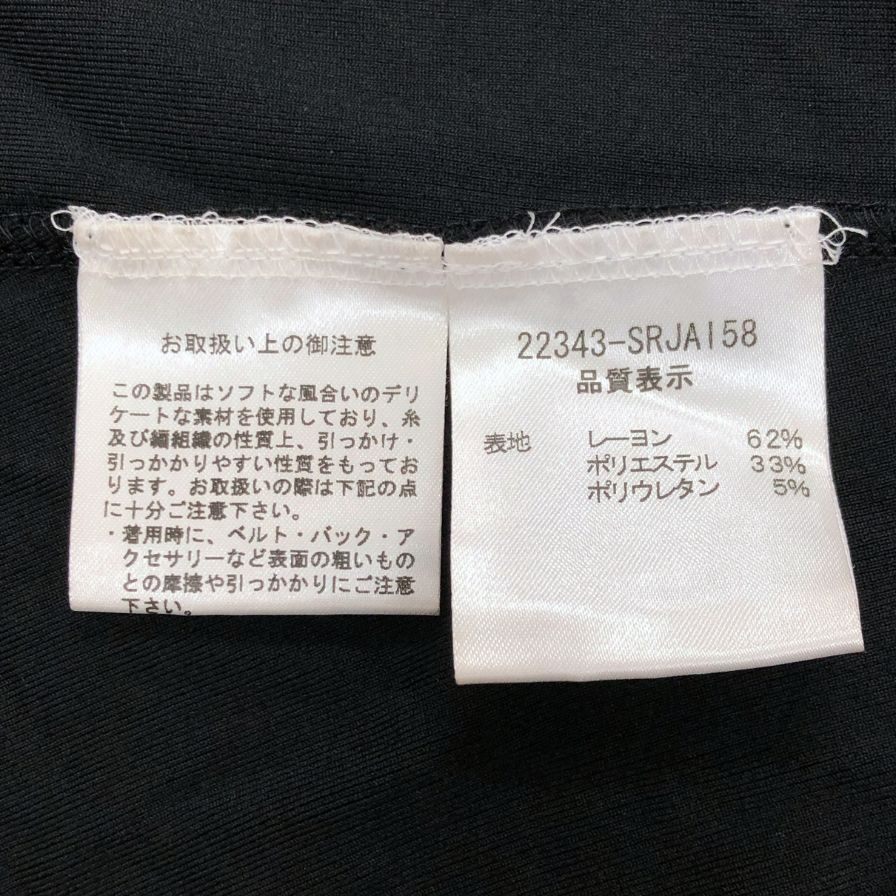 お取扱い上の御注意
この製品はソフトな風合いのデリ
ケートな素材を使用しており、糸
及び編組織の性質上、引っかけ・
引っかかりやすい性質をもってお
ります。お取扱いの際は下記の点
に十分ご注意下さい。
・着用時に、ベルト・バック・ア
クセサリーなど表面の粗いもの
との摩擦や引っかかりにご注意
下さい。
22343-SRJA158
品質表示
表地 レーヨン 62%
ポリエステル 33%
ポリウレタン 5%